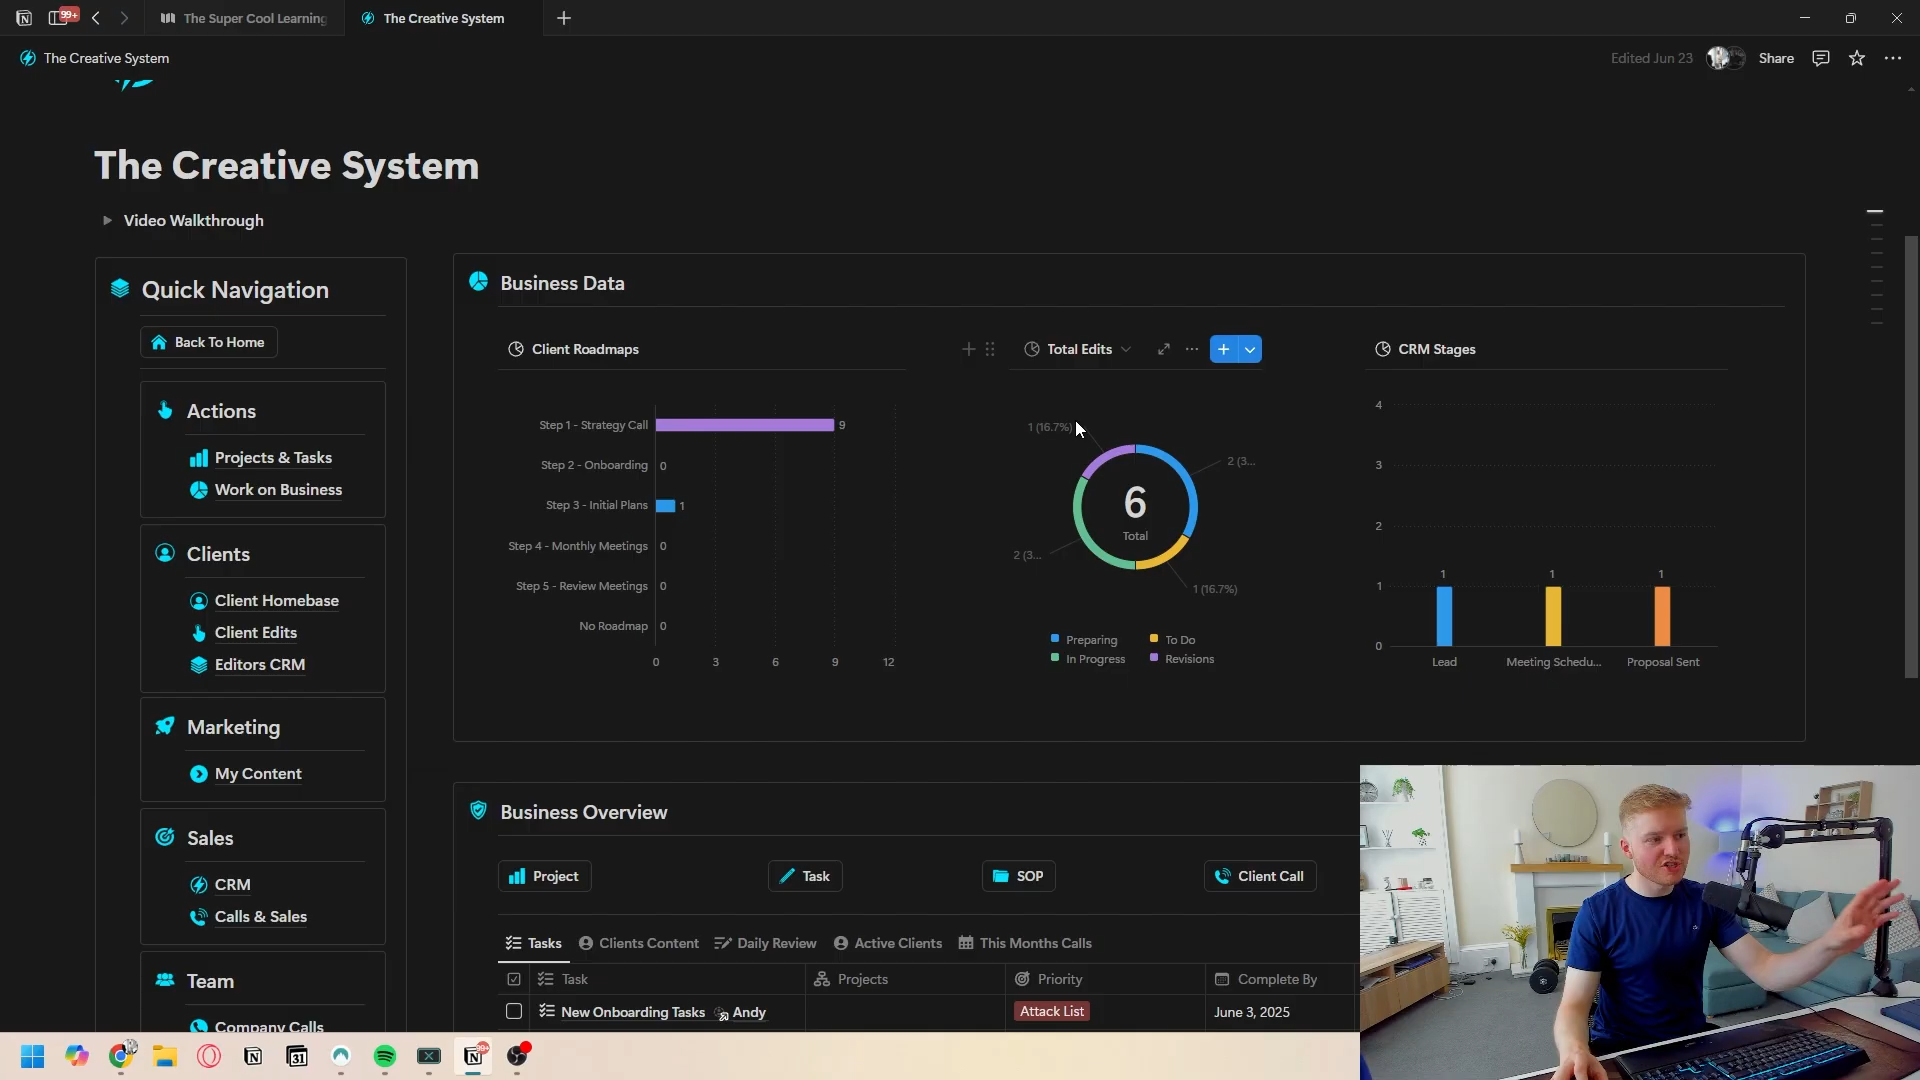 99+
The Super Cool Learning
The Creative System
The Creative System
Edited Jun 23
Share
The Creative System
Video Walkthrough
Quick Navigation
Back To Home
Actions
Projects & Tasks
Work on Business
Clients
Client Homebase
Client Edits
Editors CRM
Marketing
My Content
Sales
CRM
Calls & Sales
Team
Company Calls
Business Data
Client Roadmaps
Step 1 - Strategy Call 9
Step 2 - Onboarding 0
Step 3 - Initial Plans 1
Step 4 - Monthly Meetings 0
Step 5 - Review Meetings 0
No Roadmap 0
0 3 6 9 12
Total Edits
1 (16.7%)
2 (3...
6
Total
2 (3...
1 (16.7%)
Preparing To Do
In Progress Revisions
CRM Stages
4
3
2
1
0
1 1 1
Lead Meeting Schedu... Proposal Sent
Business Overview
Project Task SOP Client Call
Tasks Clients Content Daily Review Active Clients This Months Calls
Task Projects Priority Complete By
New Onboarding Tasks Andy Attack List June 3, 2025
31
99+